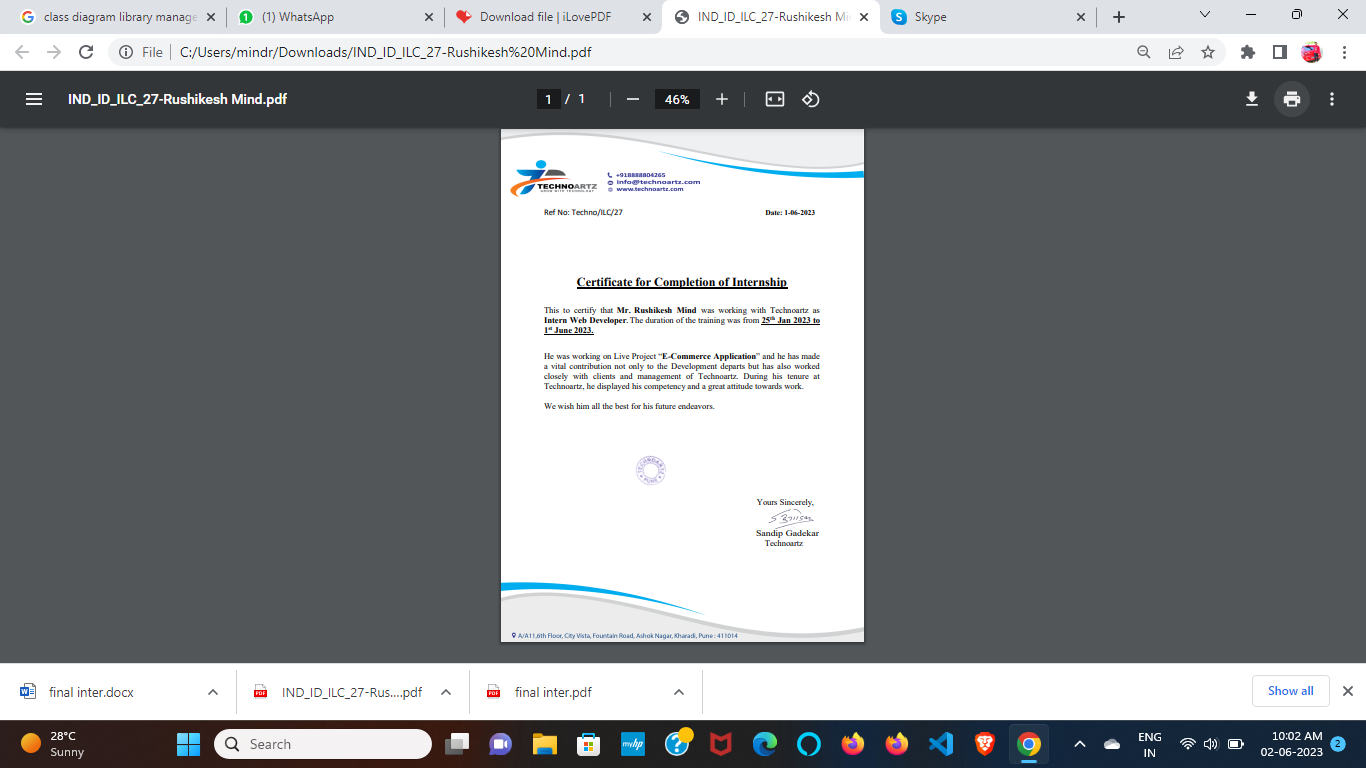 class diagram library manage
(1) WhatsApp
Download file | iLovePDF
IND_ID_ILC_27-Rushikesh Mi
Skype
File
C:/Users/mindr/Downloads/IND_ID_ILC_27-Rushikesh%20Mind.pdf
IND_ID_ILC_27-Rushikesh Mind.pdf
1 / 1
46%
TECHNOARTZ
GROW WITH TECHNOLOGY
+918888804265
info@technoartz.com
www.technoartz.com
Ref No: Techno/ILC/27
Date: 1-06-2023
Certificate for Completion of Internship
This to certify that Mr. Rushikesh Mind was working with Technoartz as
Intern Web Developer. The duration of the training was from 25th Jan 2023 to
1st June 2023.
He was working on Live Project “E-Commerce Application” and he has made
a vital contribution not only to the Development departs but has also worked
closely with clients and management of Technoartz. During his tenure at
Technoartz, he displayed his competency and a great attitude towards work.
We wish him all the best for his future endeavors.
TECHNOARTZ
PUNE
Yours Sincerely,
Sandip Gadekar
Technoartz
A/A11,6th Floor, City Vista, Fountain Road, Ashok Nagar, Kharadi, Pune : 411014
final inter.docx
IND_ID_ILC_27-Rus....pdf
final inter.pdf
Show all
28°C
Sunny
Search
myhp
ENG
IN
10:02 AM
02-06-2023
2